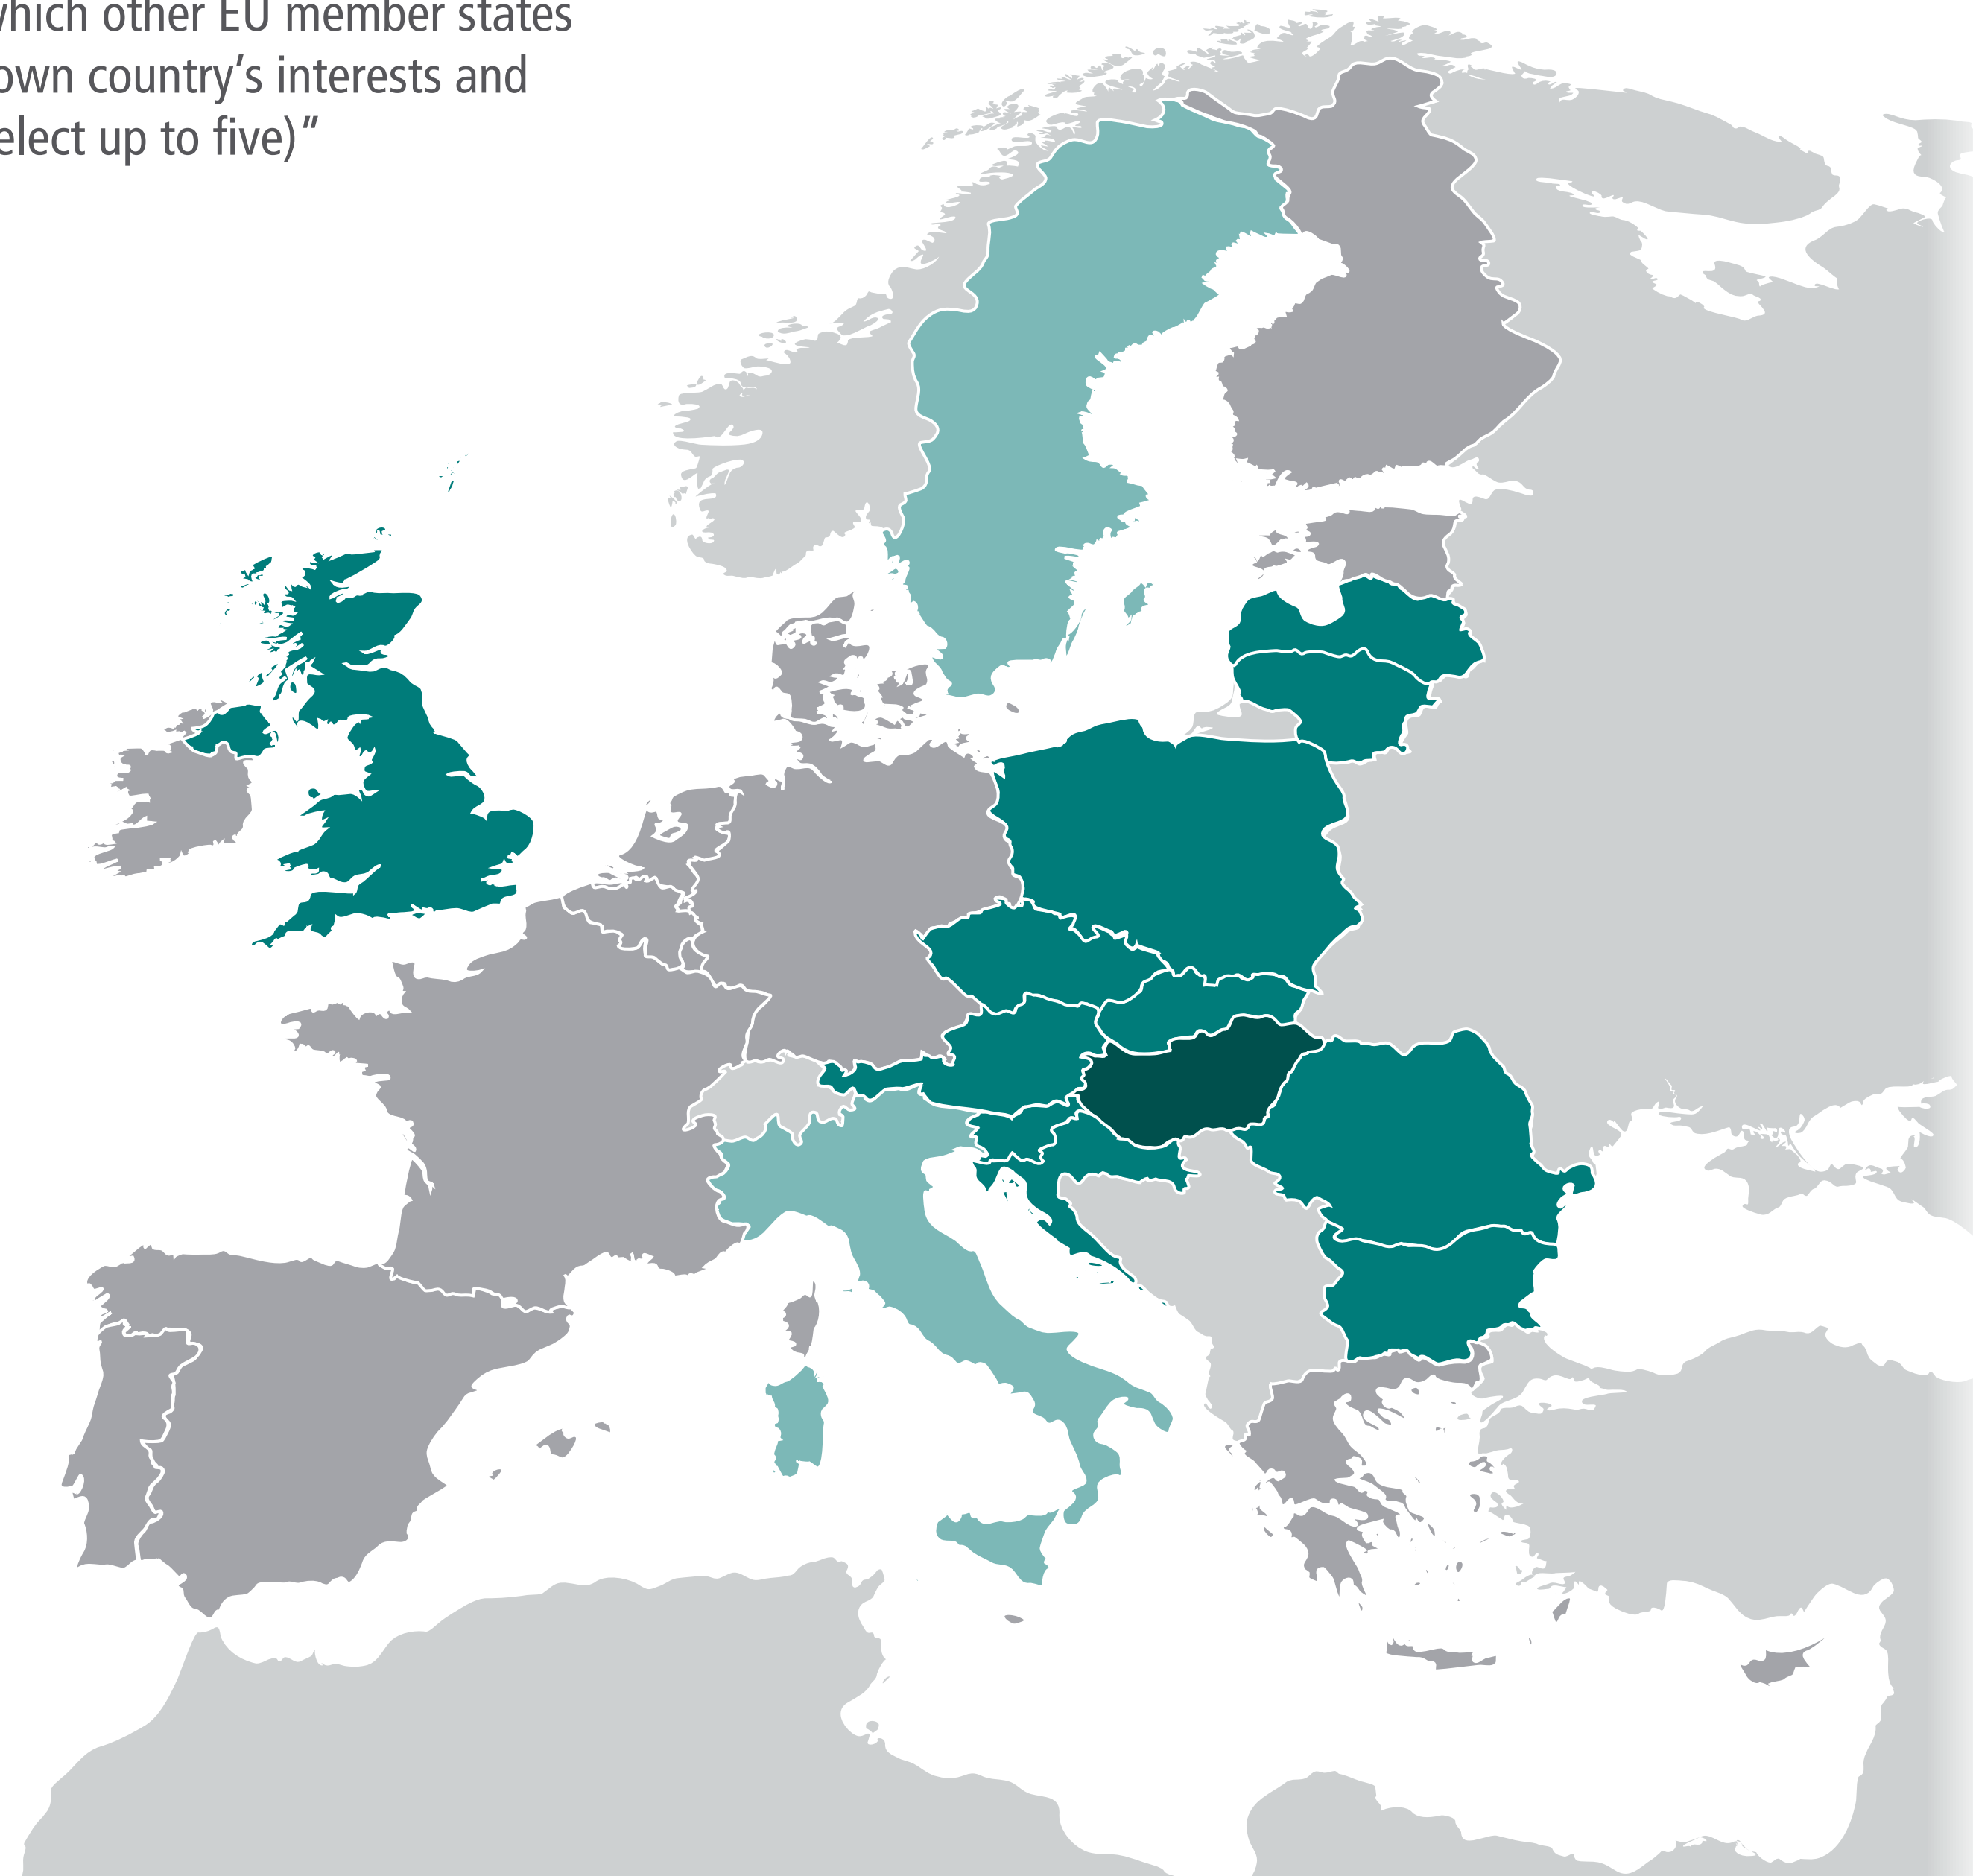 which other EU member states
own country’s interests and
elect up to five)“